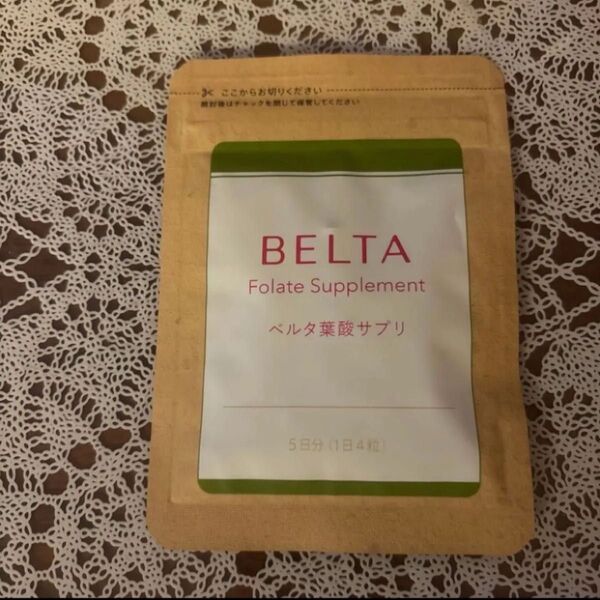 ここからお切りください
開封後はチャックを閉じて保管してください
BELTA
Folate Supplement
ベルタ葉酸サプリ
5日分(1日4粒)